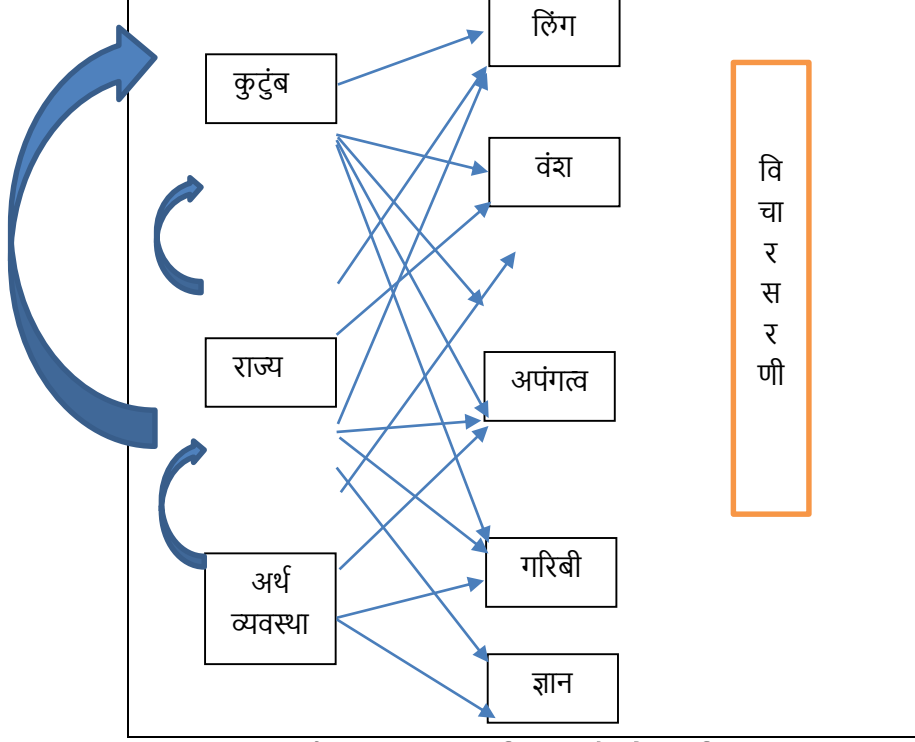 लिंग
कुटुंब
वंश
राज्य
अपंगत्व
अर्थ
व्यवस्था
गरिबी
ज्ञान
वि
चा
र
स
र
णी